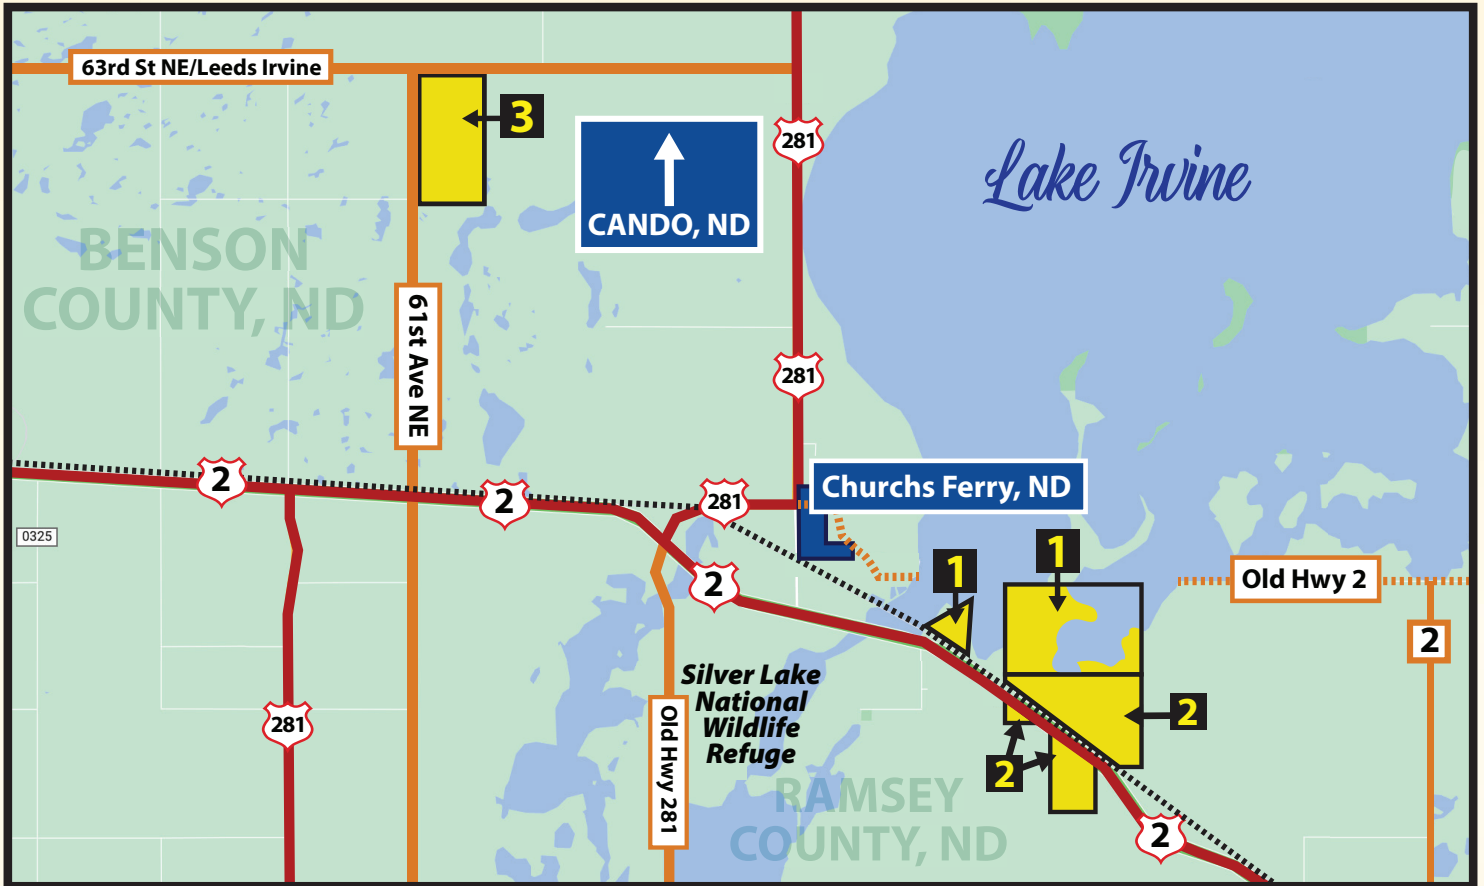 63rd St NE/Leeds Irvine
3
281
CANDO, ND
Lake Irvine
BENSON
COUNTY, ND
61st Ave NE
281
2
2
281
Churchs Ferry, ND
0325
1
1
2
Old Hwy 2
2
Silver Lake
National
Wildlife
Refuge
281
Old Hwy 281
2
2
RAMSEY
COUNTY, ND
2